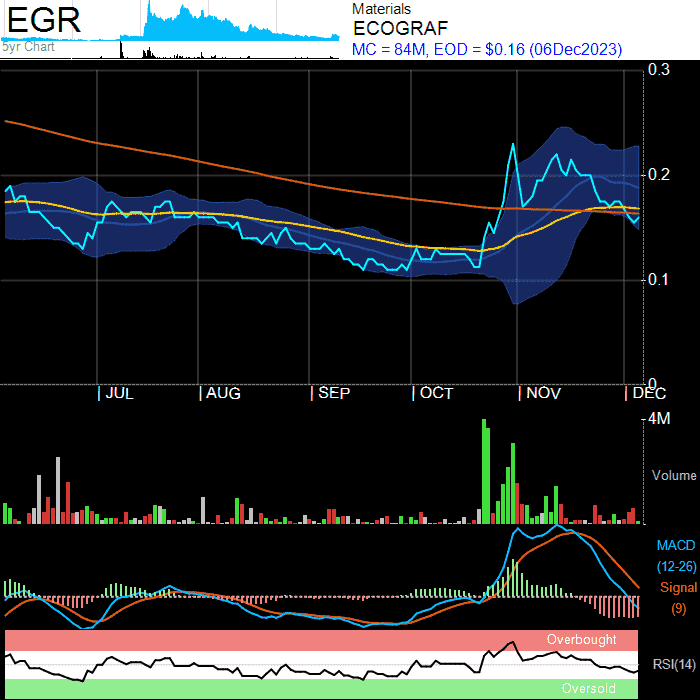 EGR
5yr Chart
Materials
ECOGRAF
MC = 84M, EOD = $0.16 (06Dec2023)
0.3
0.2
0.1
0
JUL
AUG
SEP
OCT
NOV
DEC
4M
Volume
MACD
(12-26)
Signal
(9)
Overbought
RSI(14)
Oversold